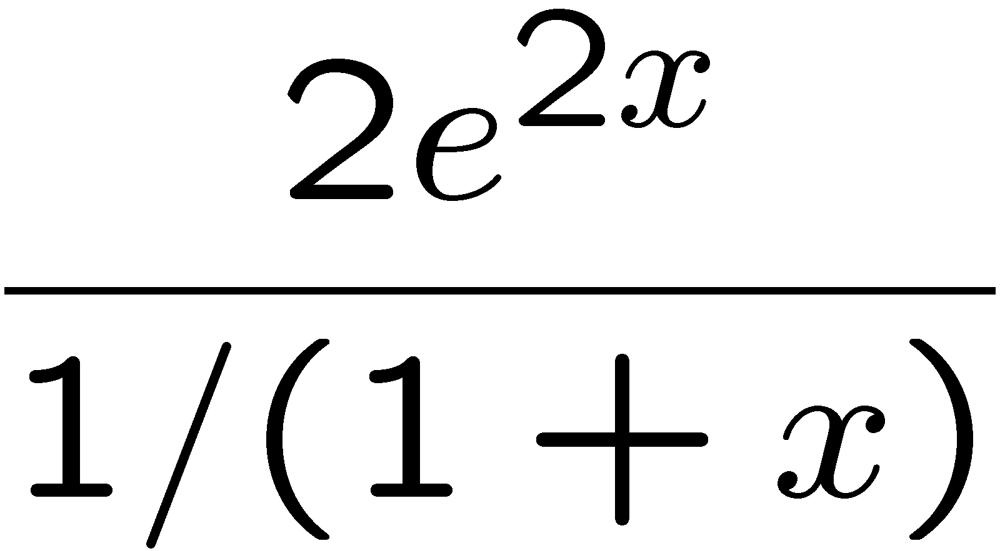 2e^{2x}
1/(1 + x)